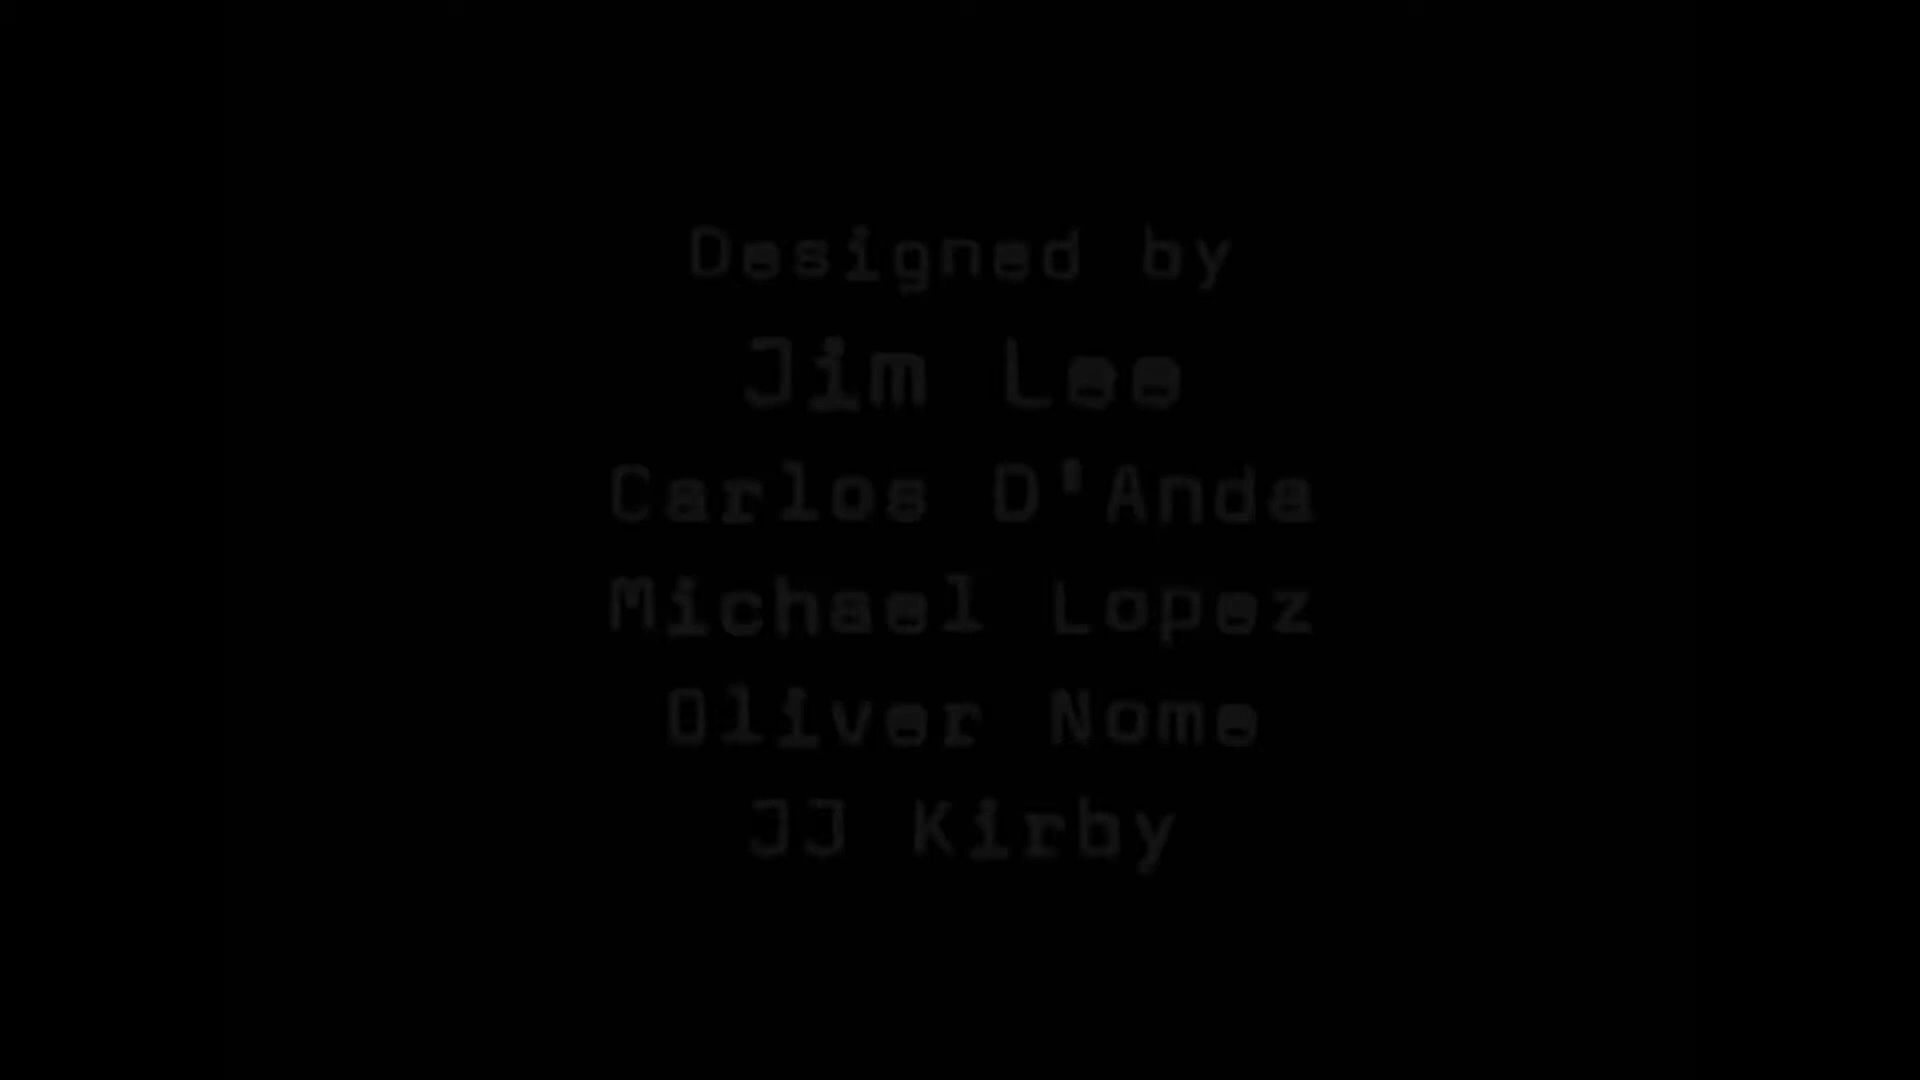 Designed by
Jim Lee
Carlos D'Anda
Michael Lopez
Oliver Nome
JJ Kirby